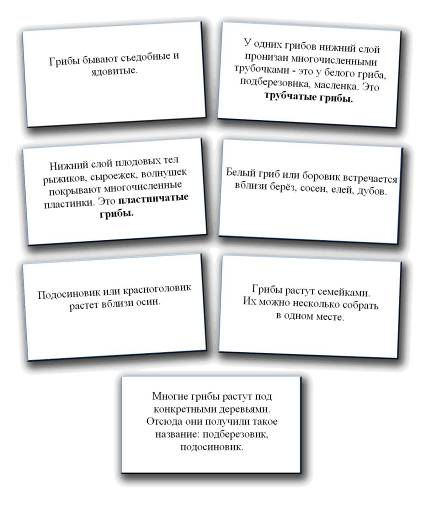 Грибы бывают съедобные и
ядовитые.
У одних грибов нижний слой
пронизан многочисленными
трубочками - это у белого гриба,
подберезовика, масленка. Это
трубчатые грибы.
Нижний слой плодовых тел
рыжиков, сыроежек, волнушек
покрывают многочисленные
пластинки. Это пластинчатые
грибы.
Белый гриб или боровик встречается
вблизи берёз, сосен, елей, дубов.
Подосиновик или красноголовик
растет вблизи осин.
Грибы растут семейками.
Их можно несколько собрать
в одном месте.
Многие грибы растут под
конкретными деревьями.
Отсюда они получили такое
название: подберезовик,
подосиновик.